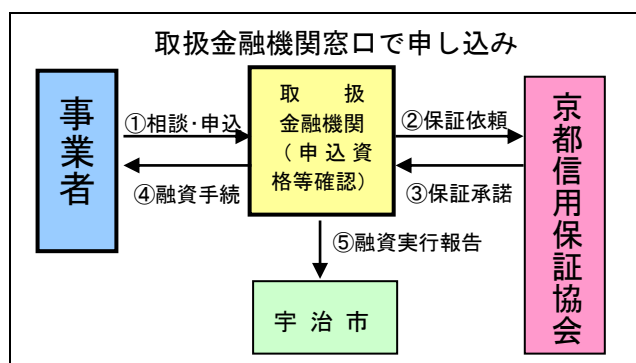 取扱金融機関窓口で申し込み
事業者
①相談・申込
④融資手続
取扱
金融機関
（申込資
格等確認）
②保証依頼
③保証承諾
京都信用保証協会
⑤融資実行報告
宇治市